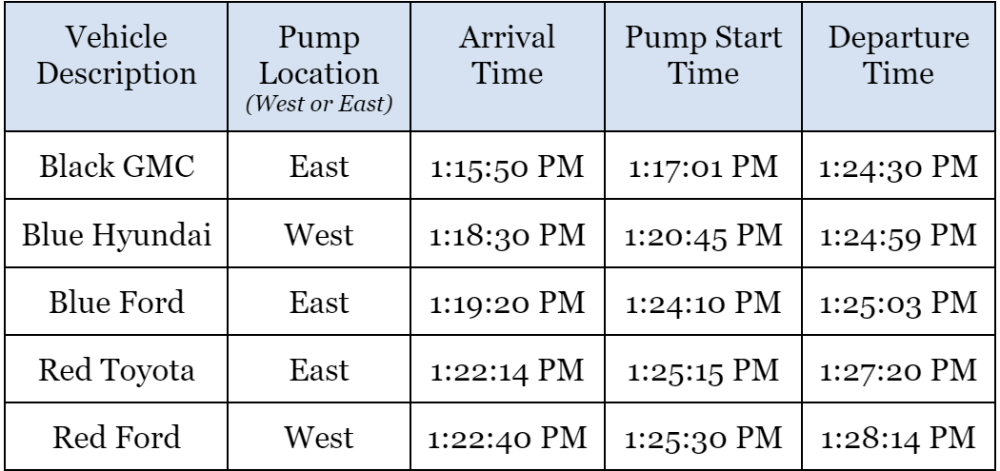 Vehicle Description
Pump Location (West or East)
Arrival Time
Pump Start Time
Departure Time
Black GMC East 1:15:50 PM 1:17:01 PM 1:24:30 PM
Blue Hyundai West 1:18:30 PM 1:20:45 PM 1:24:59 PM
Blue Ford East 1:19:20 PM 1:24:10 PM 1:25:03 PM
Red Toyota East 1:22:14 PM 1:25:15 PM 1:27:20 PM
Red Ford West 1:22:40 PM 1:25:30 PM 1:28:14 PM